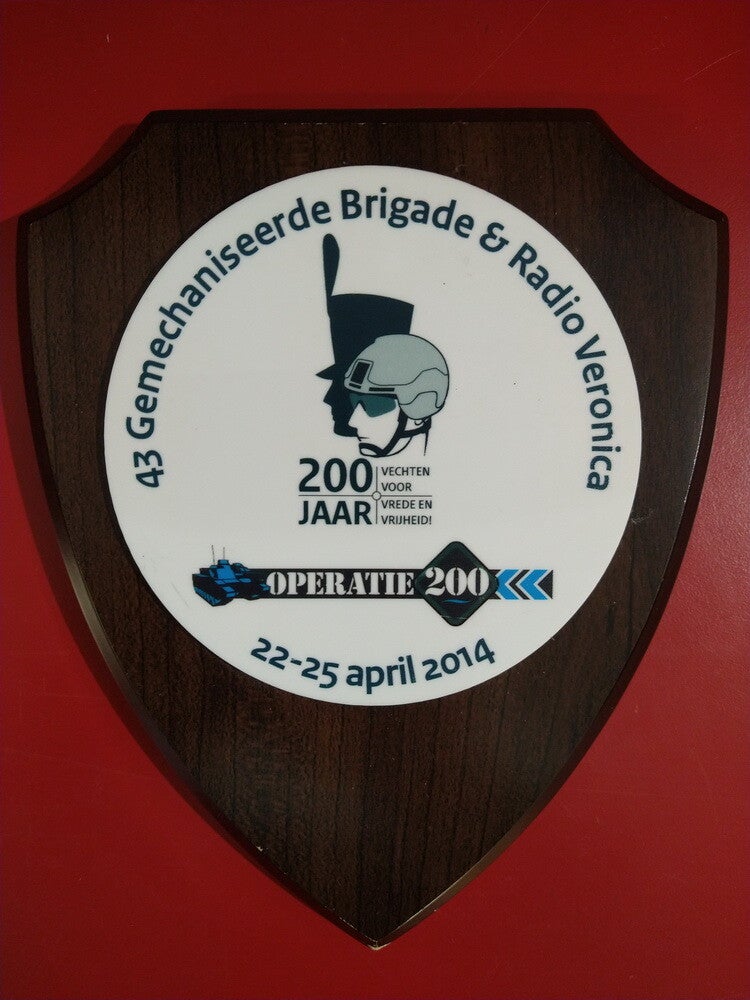 43 Gemechaniseerde Brigade & Radio Veronica
200 JAAR
VECHTEN
VOOR
VREDE EN
VRIJHEID!
OPERATIE 200
22-25 april 2014